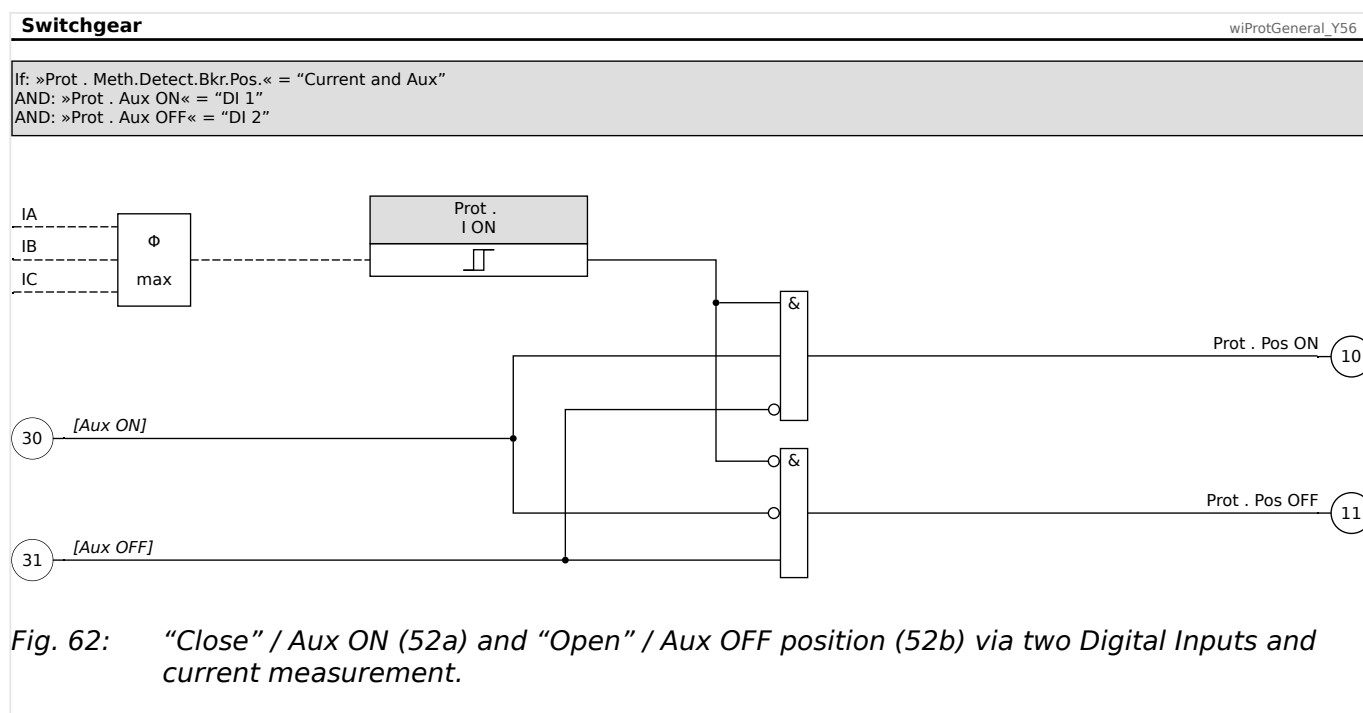 Switchgear
wiProtGeneral_Y56
If: »Prot . Meth.Detect.Bkr.Pos.« = “Current and Aux”
AND: »Prot . Aux ON« = “DI 1”
AND: »Prot . Aux OFF« = “DI 2”
IA
IB
IC
Φ
max
Prot .
I ON
&
Prot . Pos ON
10
30
[Aux ON]
&
Prot . Pos OFF
11
31
[Aux OFF]
Fig. 62: “Close” / Aux ON (52a) and “Open” / Aux OFF position (52b) via two Digital Inputs and
current measurement.